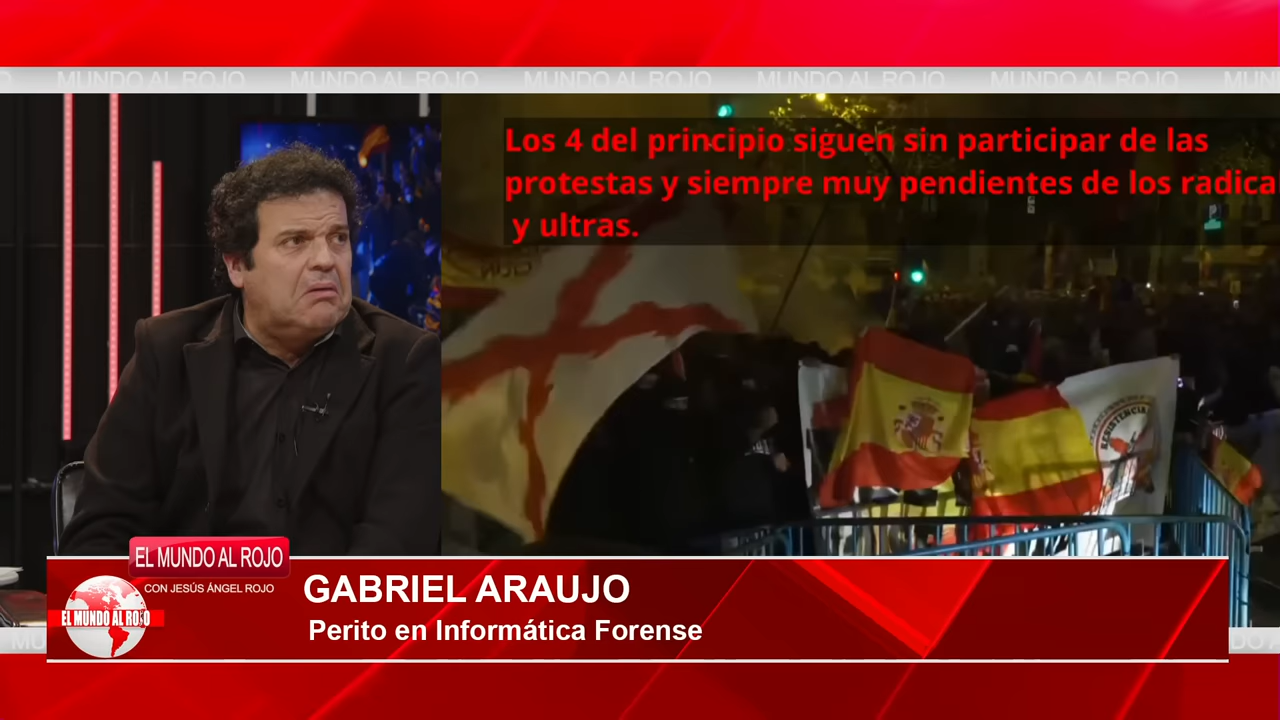 MUNDO AL ROJO MUNDO AL ROJO MUNDO AL ROJO MUNDO AL ROJO MUNDO AL ROJO MUN
Los 4 del principio siguen sin participar de las
protestas y siempre muy pendientes de los radica
y ultras.
RESISTENCIA
EL MUNDO AL ROJO
CON JESÚS ÁNGEL ROJO
EL MUNDO AL ROJO
GABRIEL ARAUJO
Perito en Informática Forense